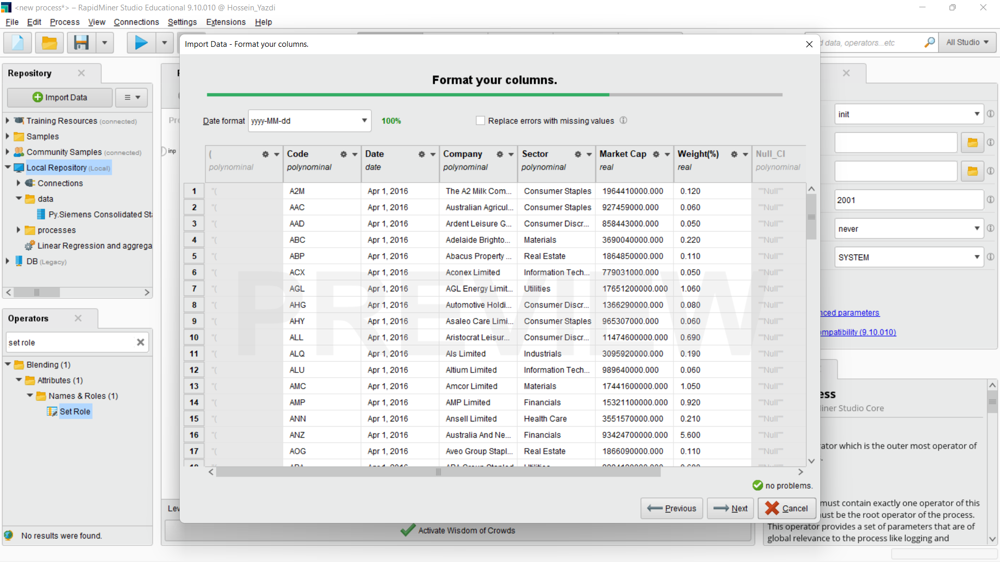 <new process*> – RapidMiner Studio Educational 9.10.010 @ Hossein_Yazdi
File Edit Process View Connections Settings Extensions Help
data, operators...etc All Studio
Import Data - Format your columns.
Repository
Import Data
Training Resources (connected)
Samples
Community Samples (connected)
Local Repository (Local)
Connections
data
Py.Siemens Consolidated St
processes
Linear Regression and aggrega
DB (Legacy)
Operators
set role
Blending (1)
Attributes (1)
Names & Roles (1)
Set Role
No results were found.
inp
Format your columns.
Date format yyyy-MM-dd 100% Replace errors with missing values
( Code Date Company Sector Market Cap Weight(%) Null_Cl
polynominal polynominal date polynominal polynominal real real polynominal
1 "( A2M Apr 1, 2016 The A2 Milk Com... Consumer Staples 1964410000.000 0.120 ""Null""
2 "( AAC Apr 1, 2016 Australian Agricul... Consumer Staples 927459000.000 0.060 ""Null""
3 "( AAD Apr 1, 2016 Ardent Leisure G... Consumer Discr... 858443000.000 0.050 ""Null""
4 "( ABC Apr 1, 2016 Adelaide Brighto... Materials 3690040000.000 0.220 ""Null""
5 "( ABP Apr 1, 2016 Abacus Property ... Real Estate 1864850000.000 0.110 ""Null""
6 "( ACX Apr 1, 2016 Aconex Limited Information Tech... 779031000.000 0.050 ""Null""
7 "( AGL Apr 1, 2016 AGL Energy Limit... Utilities 17651200000.000 1.060 ""Null""
8 "( AHG Apr 1, 2016 Automotive Holdi... Consumer Discr... 1366290000.000 0.080 ""Null""
9 "( AHY Apr 1, 2016 Asaleo Care Limi... Consumer Staples 965307000.000 0.060 ""Null""
10 "( ALL Apr 1, 2016 Aristocrat Leisur... Consumer Discr... 11474600000.000 0.690 ""Null""
11 "( ALQ Apr 1, 2016 Als Limited Industrials 3095920000.000 0.190 ""Null""
12 "( ALU Apr 1, 2016 Altium Limited Information Tech... 989640000.000 0.060 ""Null""
13 "( AMC Apr 1, 2016 Amcor Limited Materials 17441600000.000 1.050 ""Null""
14 "( AMP Apr 1, 2016 AMP Limited Financials 15321100000.000 0.920 ""Null""
15 "( ANN Apr 1, 2016 Ansell Limited Health Care 3551570000.000 0.210 ""Null""
16 "( ANZ Apr 1, 2016 Australia And Ne... Financials 93424700000.000 5.600 ""Null""
17 "( AOG Apr 1, 2016 Aveo Group Stapl... Real Estate 1866090000.000 0.110 ""Null""
PREVIEW
no problems.
Previous Next Cancel
Lev
Activate Wisdom of Crowds
init
2001
never
SYSTEM
nced parameters
ompatibility (9.10.010)
ess
iner Studio Core
ator which is the outer most operator of
must contain exactly one operator of this
ust be the root operator of the process.
This operator provides a set of parameters that are of
global relevance to the process like logging and